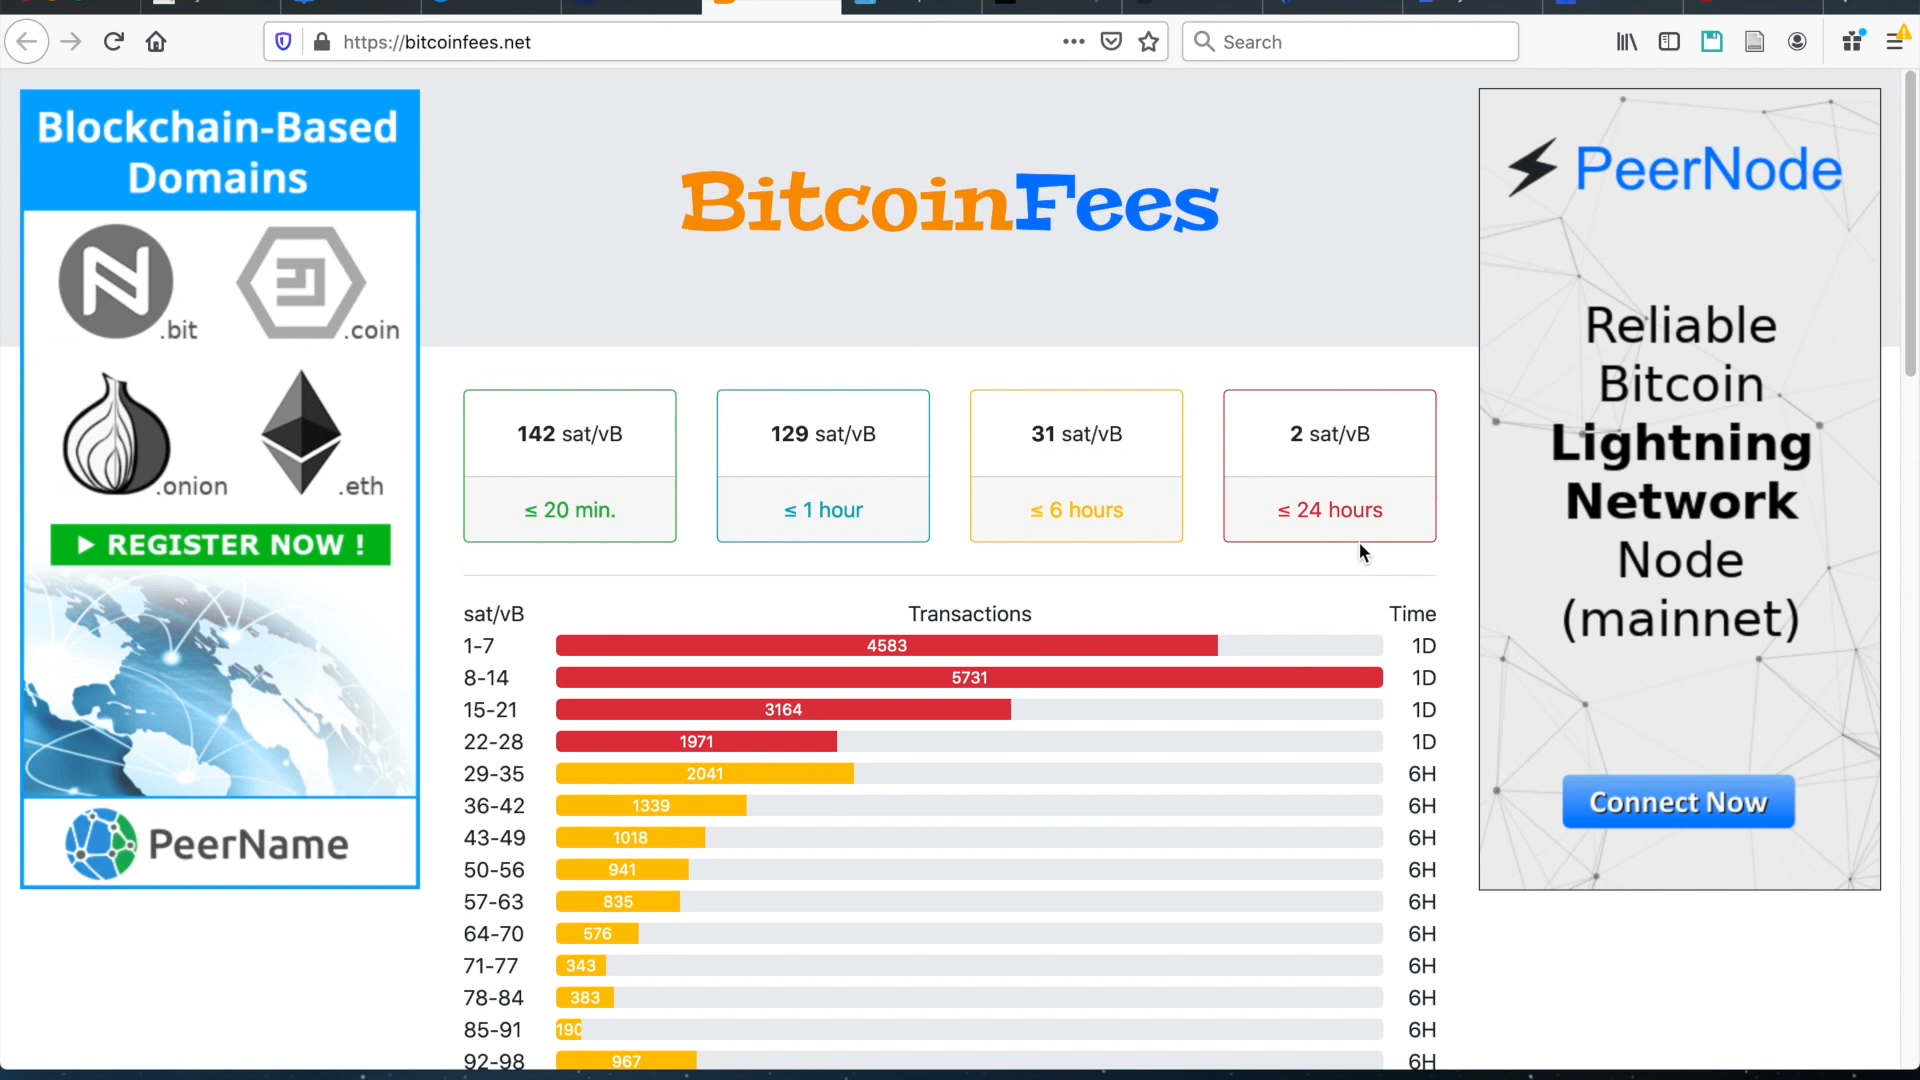 https://bitcoinfees.net
Search
Blockchain-Based
Domains
.bit
.coin
.onion
.eth
REGISTER NOW !
PeerName
BitcoinFees
142 sat/vB
≤ 20 min.
129 sat/vB
≤ 1 hour
31 sat/vB
≤ 6 hours
2 sat/vB
≤ 24 hours
sat/vB Transactions Time
1-7 4583 1D
8-14 5731 1D
15-21 3164 1D
22-28 1971 1D
29-35 2041 6H
36-42 1339 6H
43-49 1018 6H
50-56 941 6H
57-63 835 6H
64-70 576 6H
71-77 343 6H
78-84 383 6H
85-91 190 6H
92-98 967 6H
PeerNode
Reliable
Bitcoin
Lightning
Network
Node
(mainnet)
Connect Now